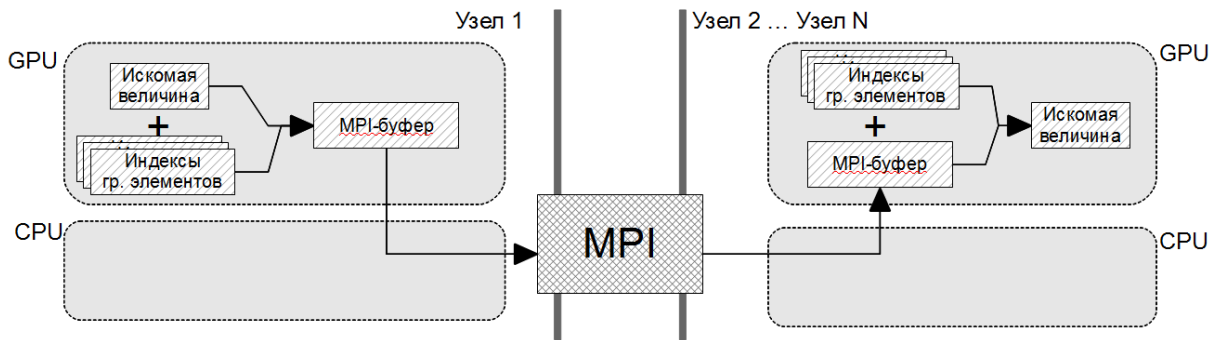 Узел 1
Узел 2 ... Узел N
GPU
Искомая
величина
+
Индексы
гр. элементов
MPI-буфер
CPU
MPI
GPU
Индексы
гр. элементов
+
MPI-буфер
Искомая
величина
CPU